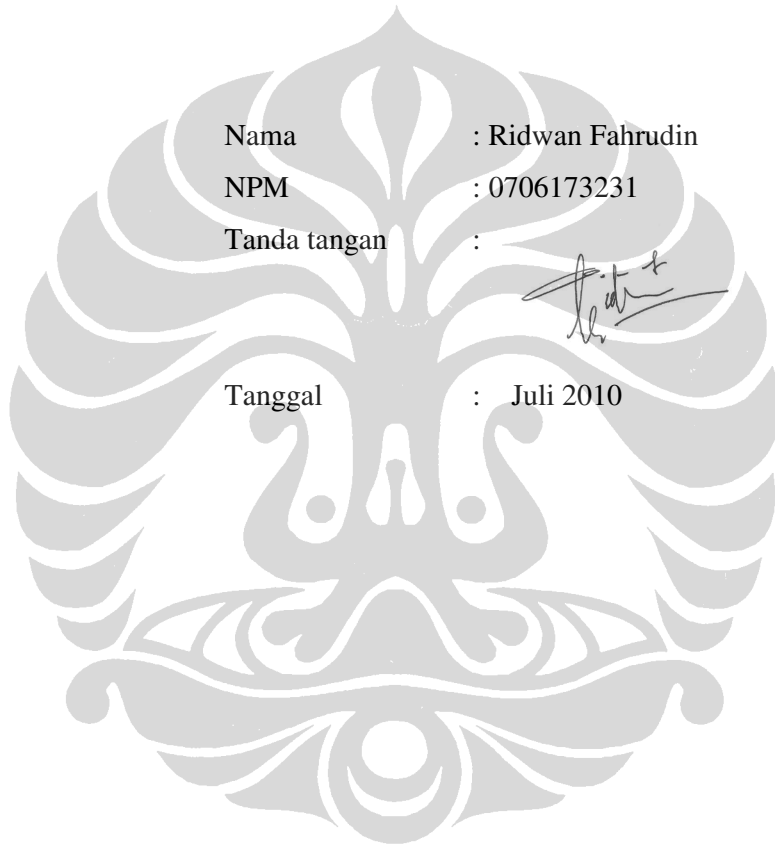 Nama : Ridwan Fahrudin
NPM : 0706173231
Tanda tangan :
Tanggal : Juli 2010